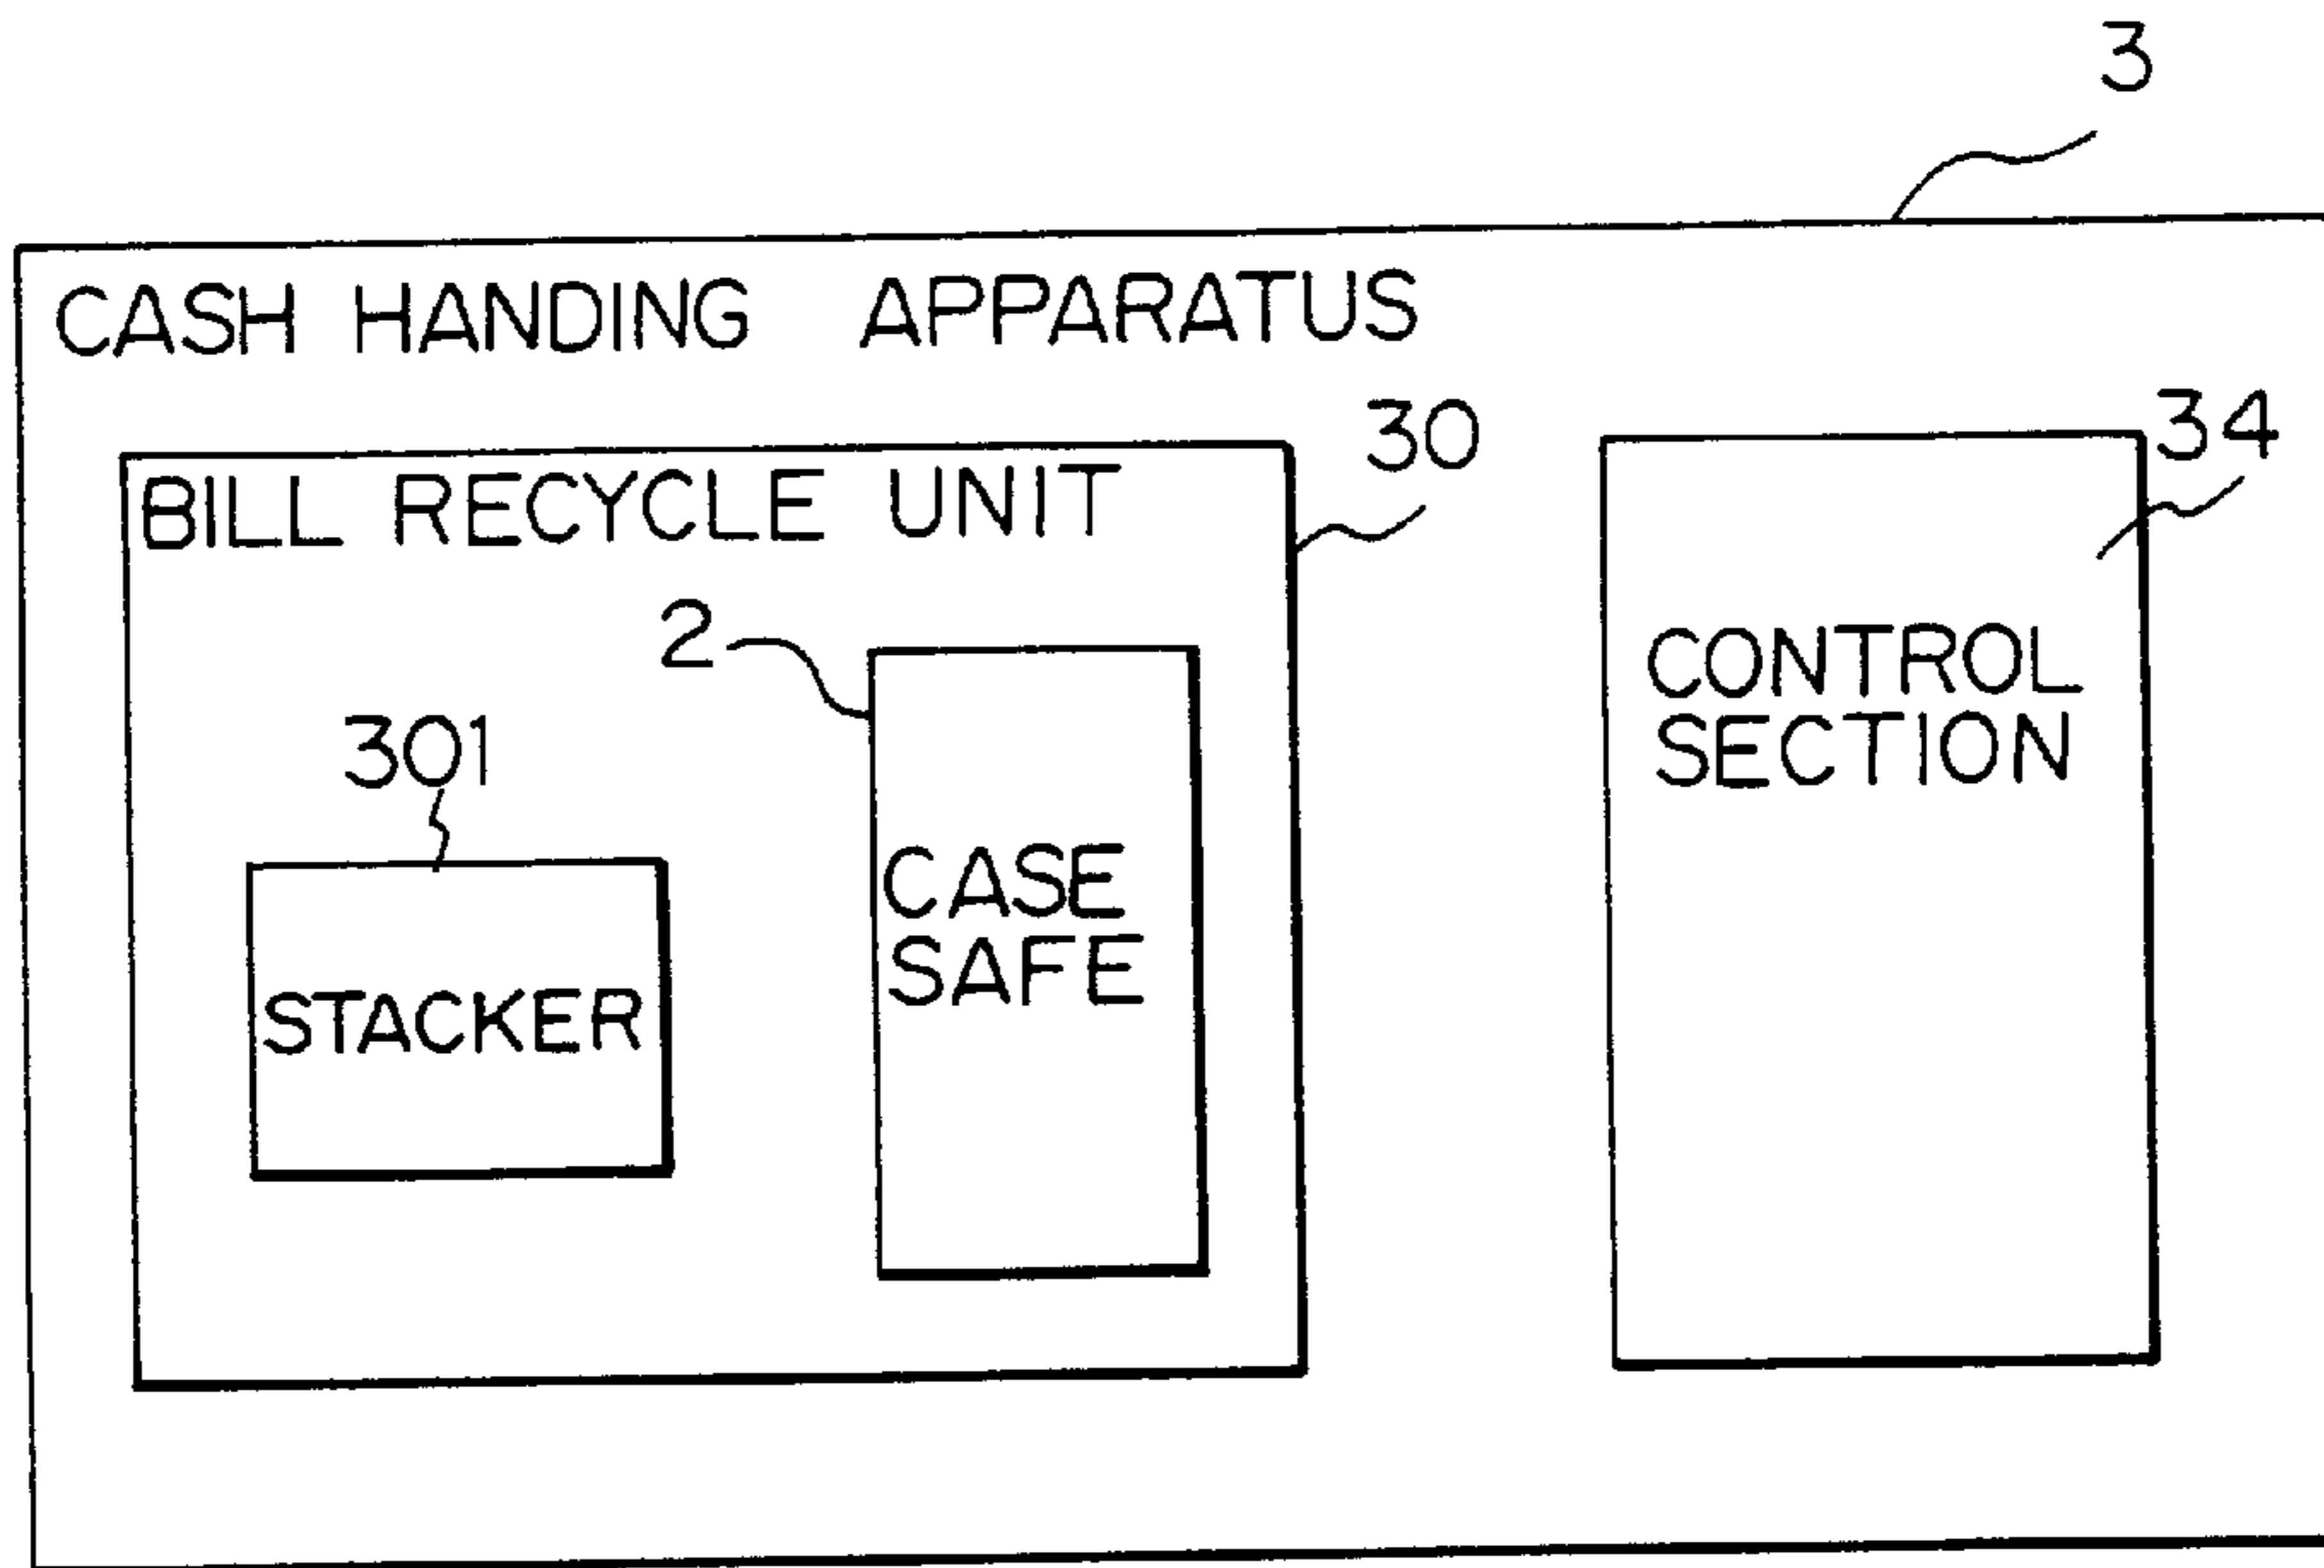 3
CASH HANDING APPARATUS
30
34
BILL RECYCLE UNIT
2
CONTROL
SECTION
301
CASE
SAFE
STACKER